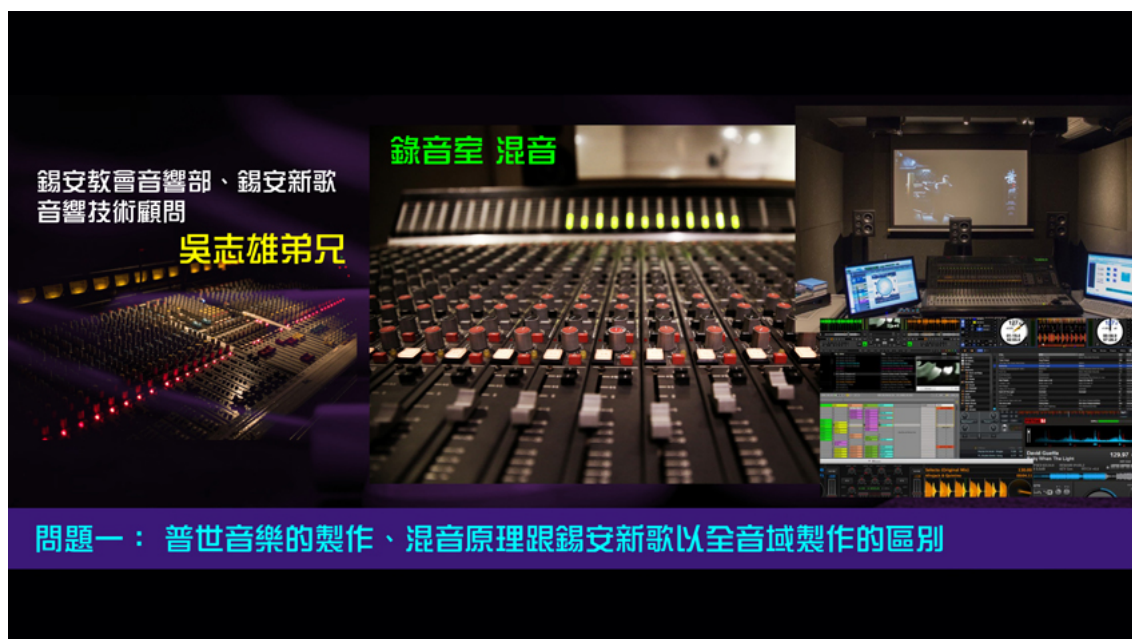 錫安教會音響部、錫安新歌
音響技術顧問
吳志雄弟兄
錄音室 混音
David Guetta
問題一： 普世音樂的製作、混音原理跟錫安新歌以全音域製作的區別